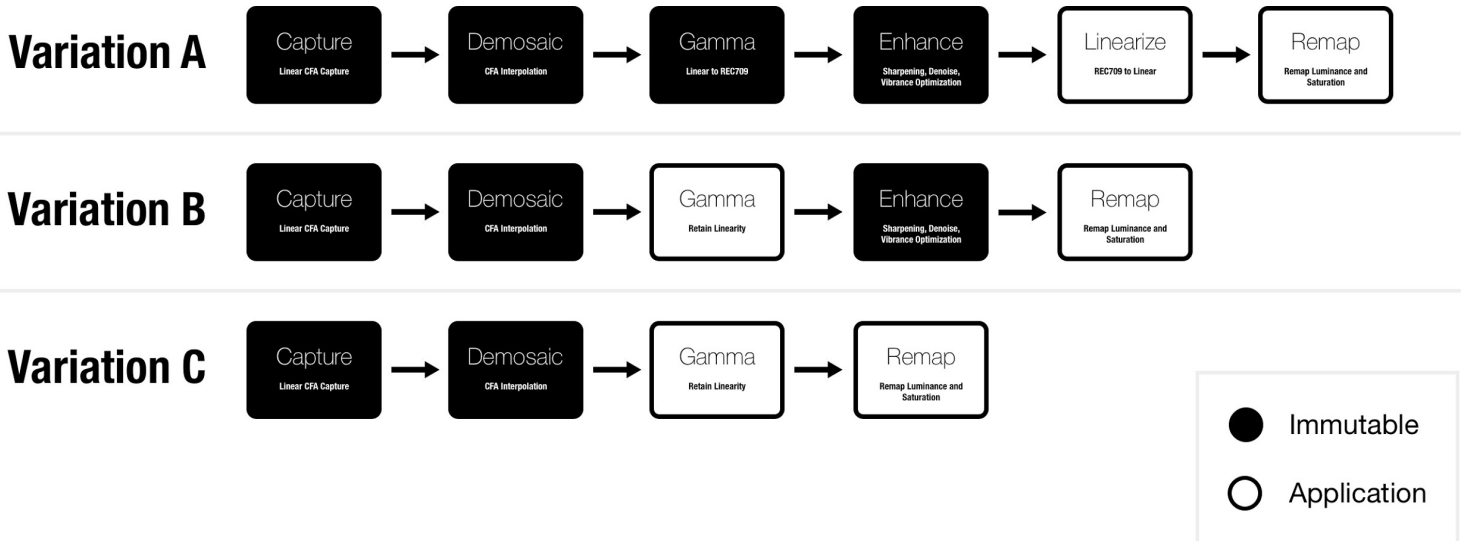 Variation A
Capture
Linear CFA Capture
Demosaic
CFA Interpolation
Gamma
Linear to REC709
Enhance
Sharpening, Denoise,
Vibrance Optimization
Linearize
REC709 to Linear
Remap
Remap Luminance and
Saturation
Variation B
Capture
Linear CFA Capture
Demosaic
CFA Interpolation
Gamma
Retain Linearity
Enhance
Sharpening, Denoise,
Vibrance Optimization
Remap
Remap Luminance and
Saturation
Variation C
Capture
Linear CFA Capture
Demosaic
CFA Interpolation
Gamma
Retain Linearity
Remap
Remap Luminance and
Saturation
Immutable
Application